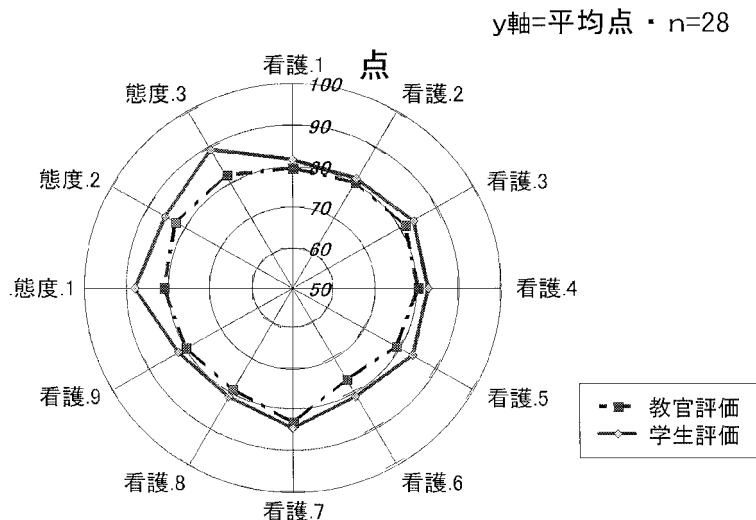 y軸=平均点・n=28
点
看護.1
看護.2
看護.3
看護.4
看護.5
看護.6
看護.7
看護.8
看護.9
.態度.1
態度.2
態度.3
100
90
80
70
60
50
教官評価
学生評価